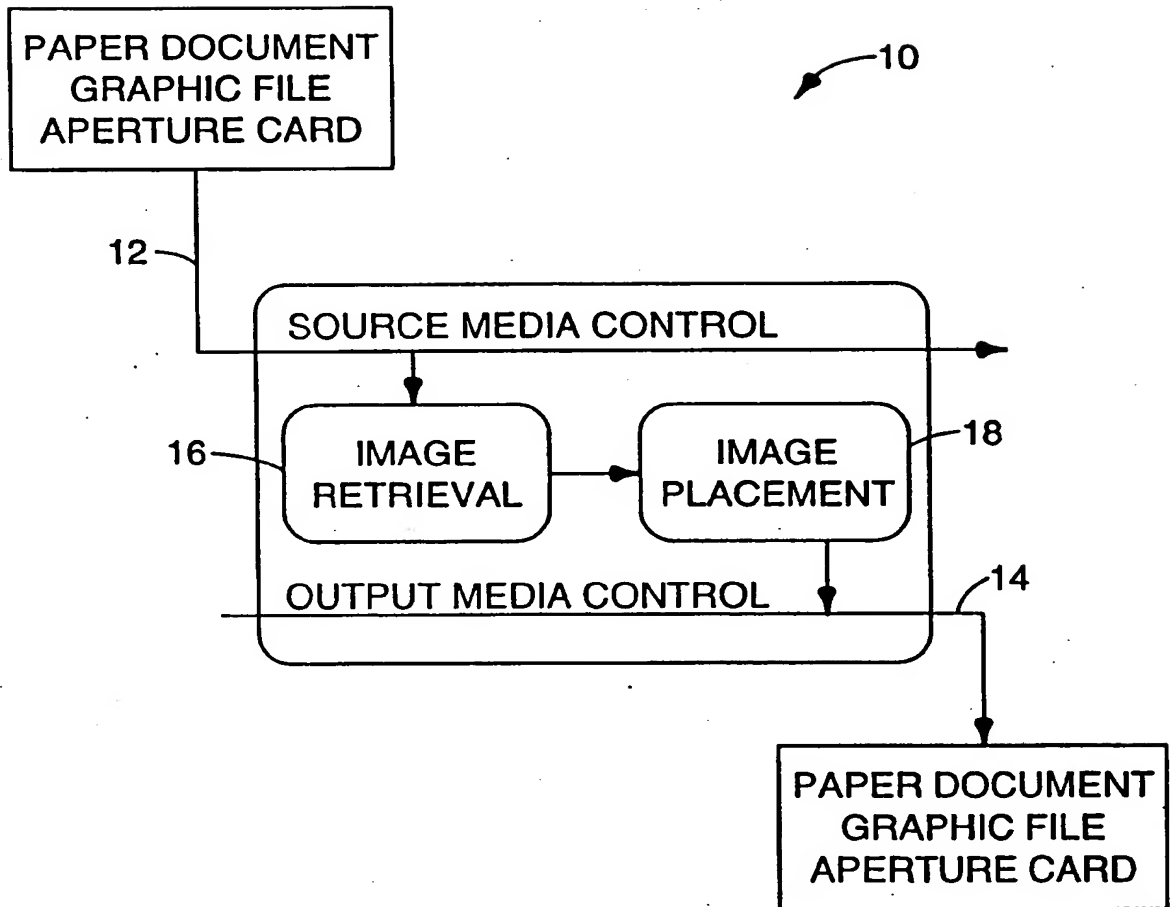 PAPER DOCUMENT
GRAPHIC FILE
APERTURE CARD
10
12
SOURCE MEDIA CONTROL
16
IMAGE
RETRIEVAL
IMAGE
PLACEMENT
18
OUTPUT MEDIA CONTROL
14
PAPER DOCUMENT
GRAPHIC FILE
APERTURE CARD